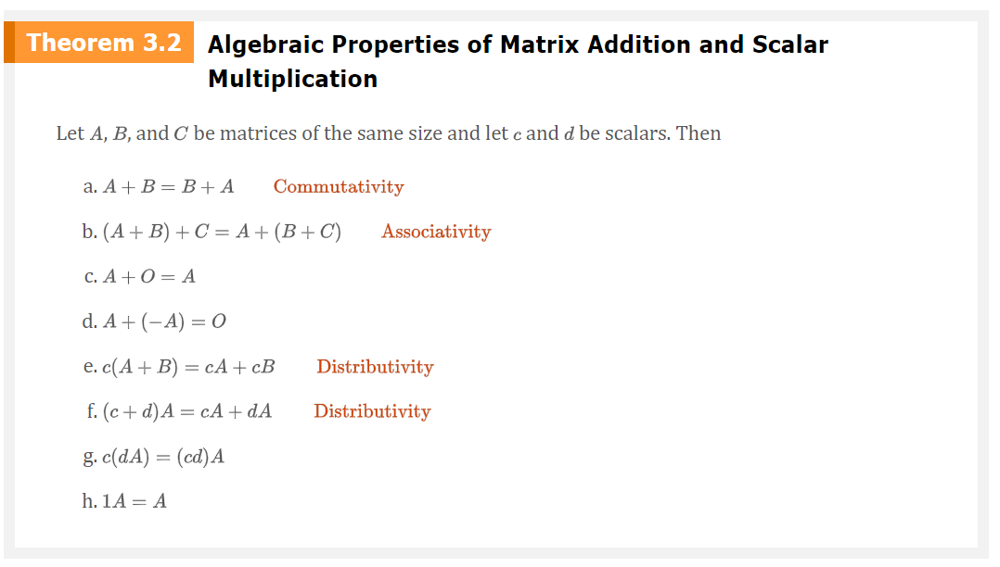 Theorem 3.2 Algebraic Properties of Matrix Addition and Scalar
Multiplication
Let A, B, and C be matrices of the same size and let c and d be scalars. Then
a. A + B = B + A Commutativity
b. (A + B) + C = A + (B + C) Associativity
c. A + O = A
d. A + (−A) = O
e. c(A + B) = cA + cB Distributivity
f. (c + d)A = cA + dA Distributivity
g. c(dA) = (cd)A
h. 1A = A